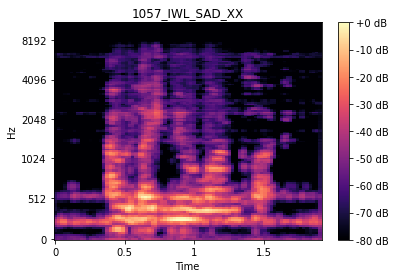 1057_IWL_SAD_XX
+0 dB
8192
-10 dB
4096
-20 dB
-30 dB
2048
Hz
-40 dB
1024
-50 dB
512
-60 dB
-70 dB
0
-80 dB
0
0.5
1
1.5
Time